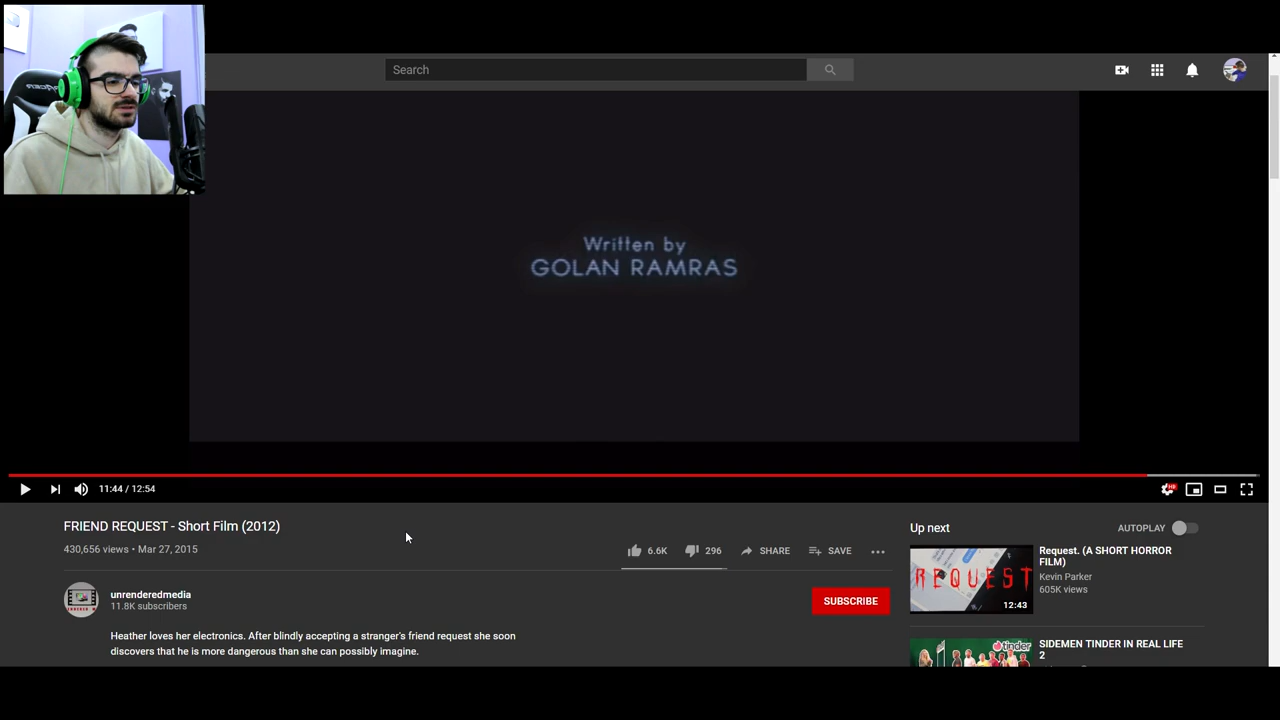 Search
Written by
GOLAN RAMRAS
11:44 / 12:54
HD
FRIEND REQUEST - Short Film (2012)
430,656 views • Mar 27, 2015
6.6K
296
SHARE
SAVE
unrenderedmedia
11.8K subscribers
SUBSCRIBE
Heather loves her electronics. After blindly accepting a stranger's friend request she soon
discovers that he is more dangerous than she can possibly imagine.
Up next
AUTOPLAY
REQUEST
12:43
Request. (A SHORT HORROR
FILM)
Kevin Parker
605K views
tinder
SIDEMEN TINDER IN REAL LIFE
2